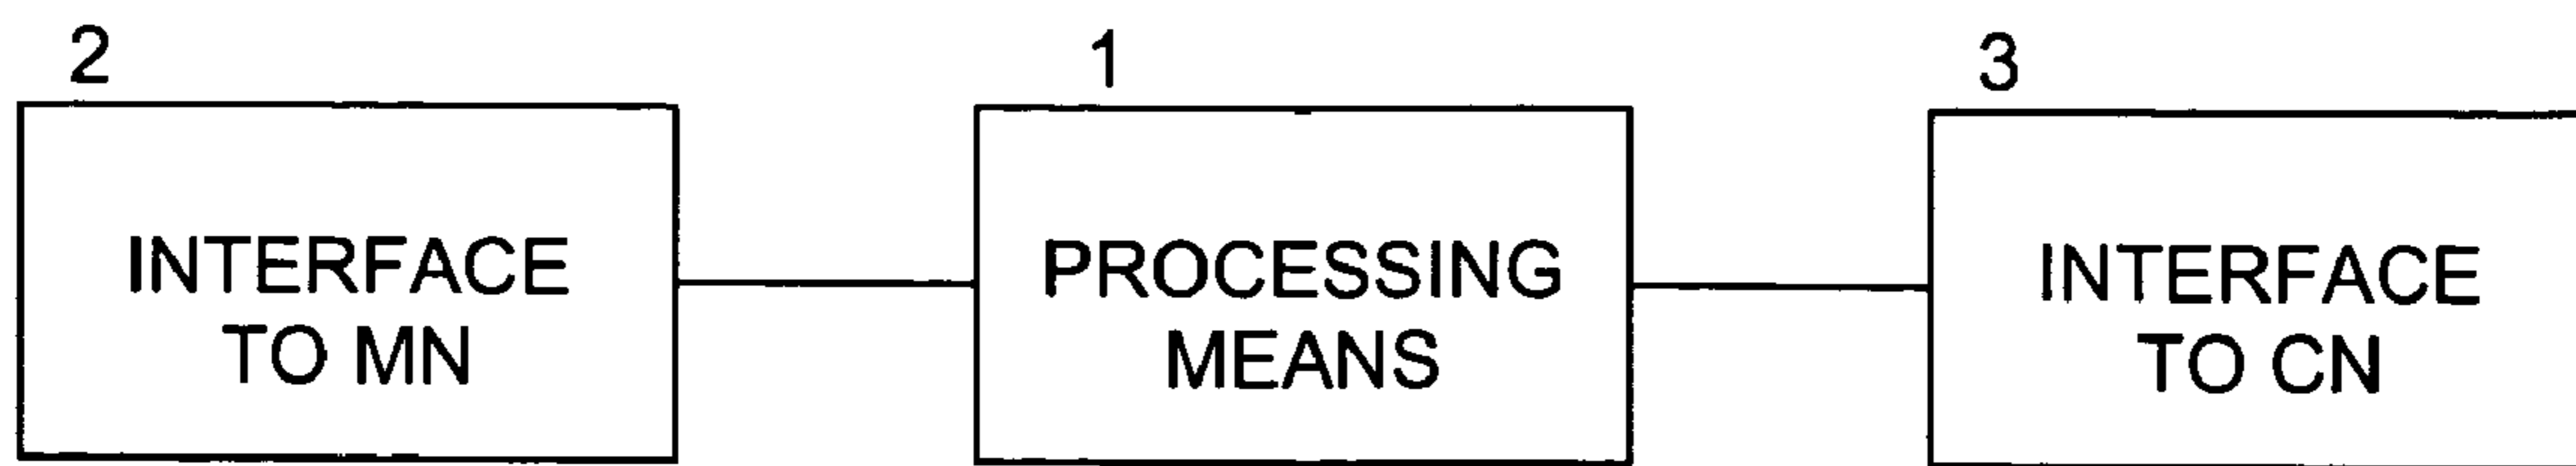 2
INTERFACE
TO MN
1
PROCESSING
MEANS
3
INTERFACE
TO CN